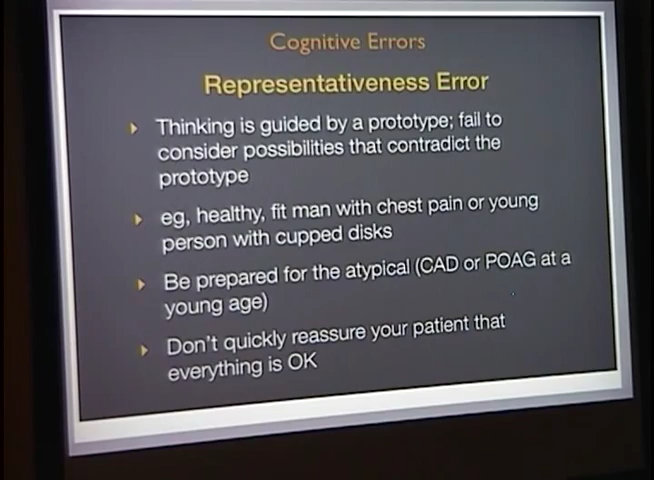 Cognitive Errors
Representativeness Error
Thinking is guided by a prototype; fail to
consider possibilities that contradict the
prototype
eg, healthy, fit man with chest pain or young
person with cupped disks
Be prepared for the atypical (CAD or POAG at a
young age)
Don't quickly reassure your patient that
everything is OK